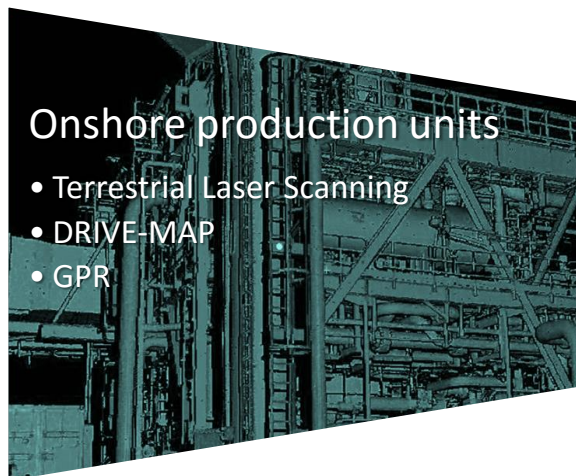 Onshore production units
• Terrestrial Laser Scanning
• DRIVE-MAP
• GPR